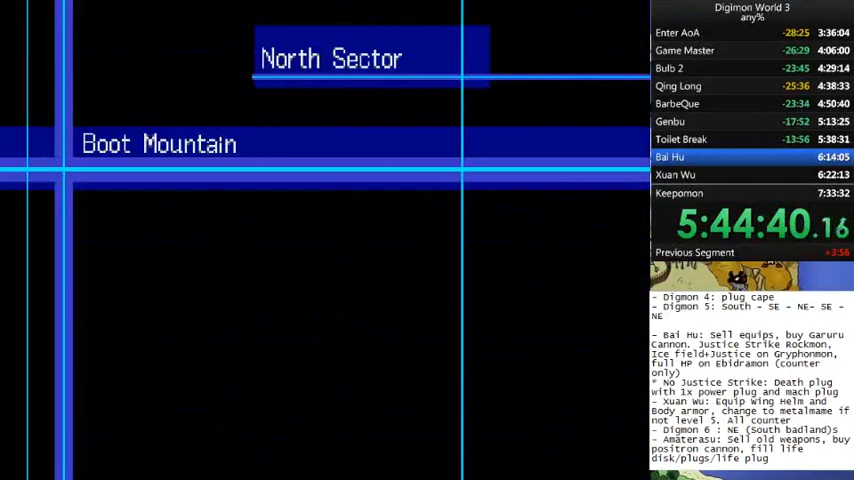 North Sector
Boot Mountain
Digimon World 3
any%
Enter AoA -28:25 3:36:04
Game Master -26:29 4:06:00
Bulb 2 -23:45 4:29:14
Qing Long -25:36 4:38:33
BarbeQue -23:34 4:50:40
Genbu -17:52 5:13:25
Toilet Break -13:56 5:38:31
Bai Hu 6:14:05
Xuan Wu 6:22:13
Keepomon 7:33:32
5:44:40.16
Previous Segment +3:56
- Digmon 4: plug cape
- Digmon 5: South - SE - NE- SE -
NE
- Bai Hu: Sell equips, buy Garuru
Cannon. Justice Strike Rockmon,
Ice field+Justice on Gryphonmon,
full HP on Ebidramon (counter
only)
* No Justice Strike: Death plug
with 1x power plug and mach plug
- Xuan Wu: Equip Wing Helm and
Body armor, change to metalmame if
not level 5. All counter
- Digmon 6 : NE (South badland)s
- Amaterasu: Sell old weapons, buy
positron cannon, fill life
disk/plugs/life plug